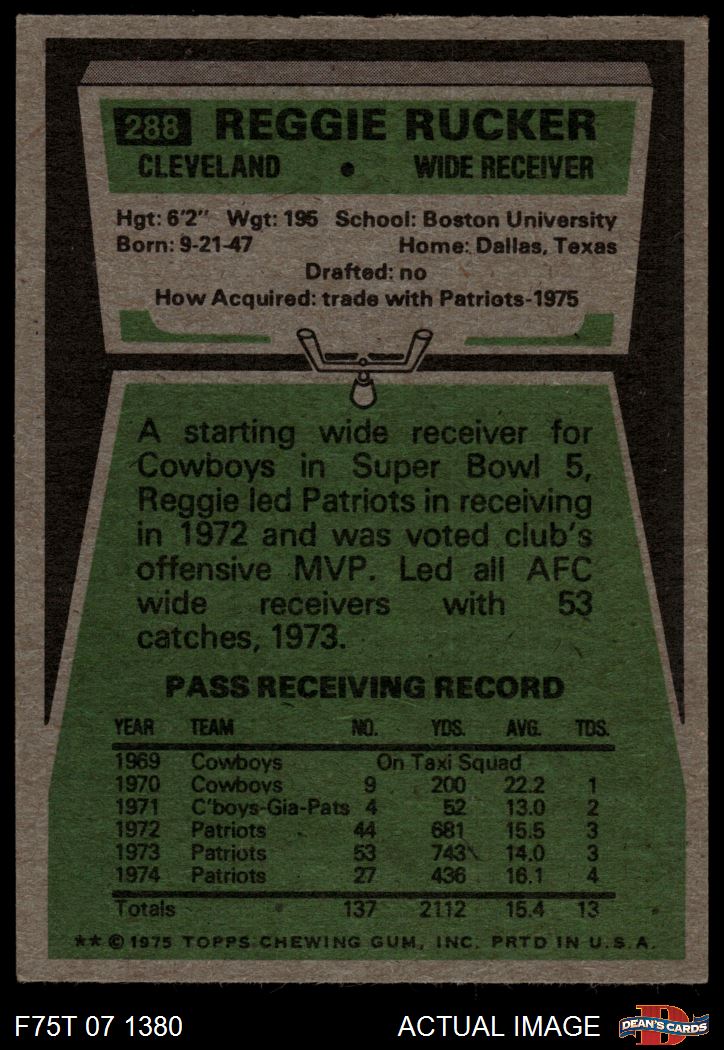 288 REGGIE RUCKER
CLEVELAND • WIDE RECEIVER
Hgt: 6'2" Wgt: 195 School: Boston University
Born: 9-21-47 Home: Dallas, Texas
Drafted: no
How Acquired: trade with Patriots-1975
A starting wide receiver for
Cowboys in Super Bowl 5,
Reggie led Patriots in receiving
in 1972 and was voted club's
offensive MVP. Led all AFC
wide receivers with 53
catches, 1973.
PASS RECEIVING RECORD
YEAR TEAM NO. YDS. AVG. TDS.
1969 Cowboys On Taxi Squad
1970 Cowboys 9 200 22.2 1
1971 C'boys-Gia-Pats 4 52 13.0 2
1972 Patriots 44 681 15.5 3
1973 Patriots 53 743 14.0 3
1974 Patriots 27 436 16.1 4
Totals 137 2112 15.4 13
** © 1975 TOPPS CHEWING GUM, INC. PRTD IN U.S.A.
F75T 07 1380 ACTUAL IMAGE D DEAN'S CARDS